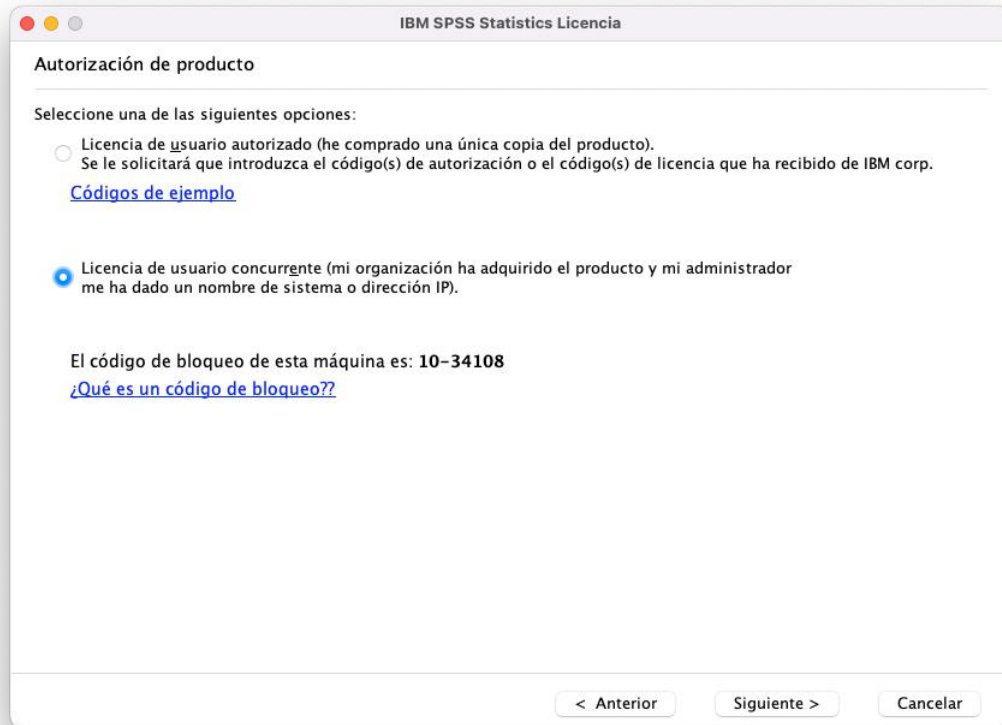 IBM SPSS Statistics Licencia
Autorización de producto
Seleccione una de las siguientes opciones:
Licencia de usuario autorizado (he comprado una única copia del producto).
Se le solicitará que introduzca el código(s) de autorización o el código(s) de licencia que ha recibido de IBM corp.
Códigos de ejemplo
Licencia de usuario concurrente (mi organización ha adquirido el producto y mi administrador
me ha dado un nombre de sistema o dirección IP).
El código de bloqueo de esta máquina es: 10-34108
¿Qué es un código de bloqueo??
< Anterior
Siguiente >
Cancelar